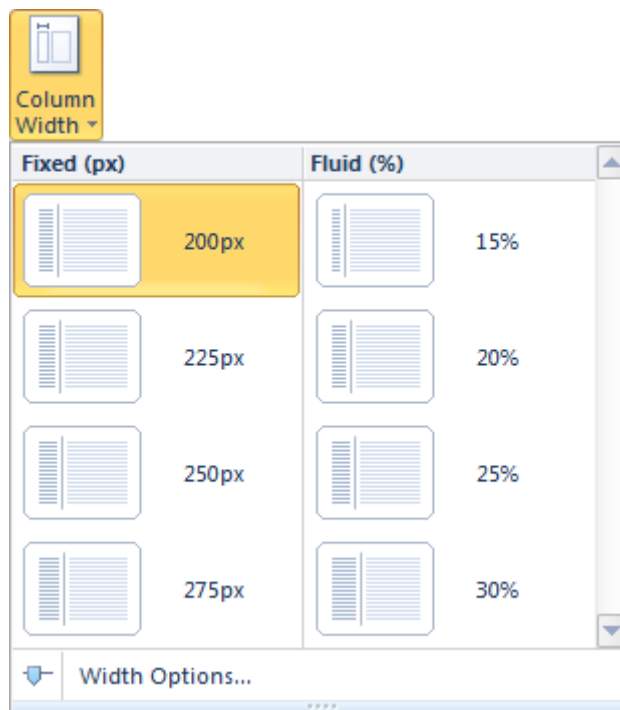 Column
Width
Fixed (px) Fluid (%)
200px 15%
225px 20%
250px 25%
275px 30%
Width Options...